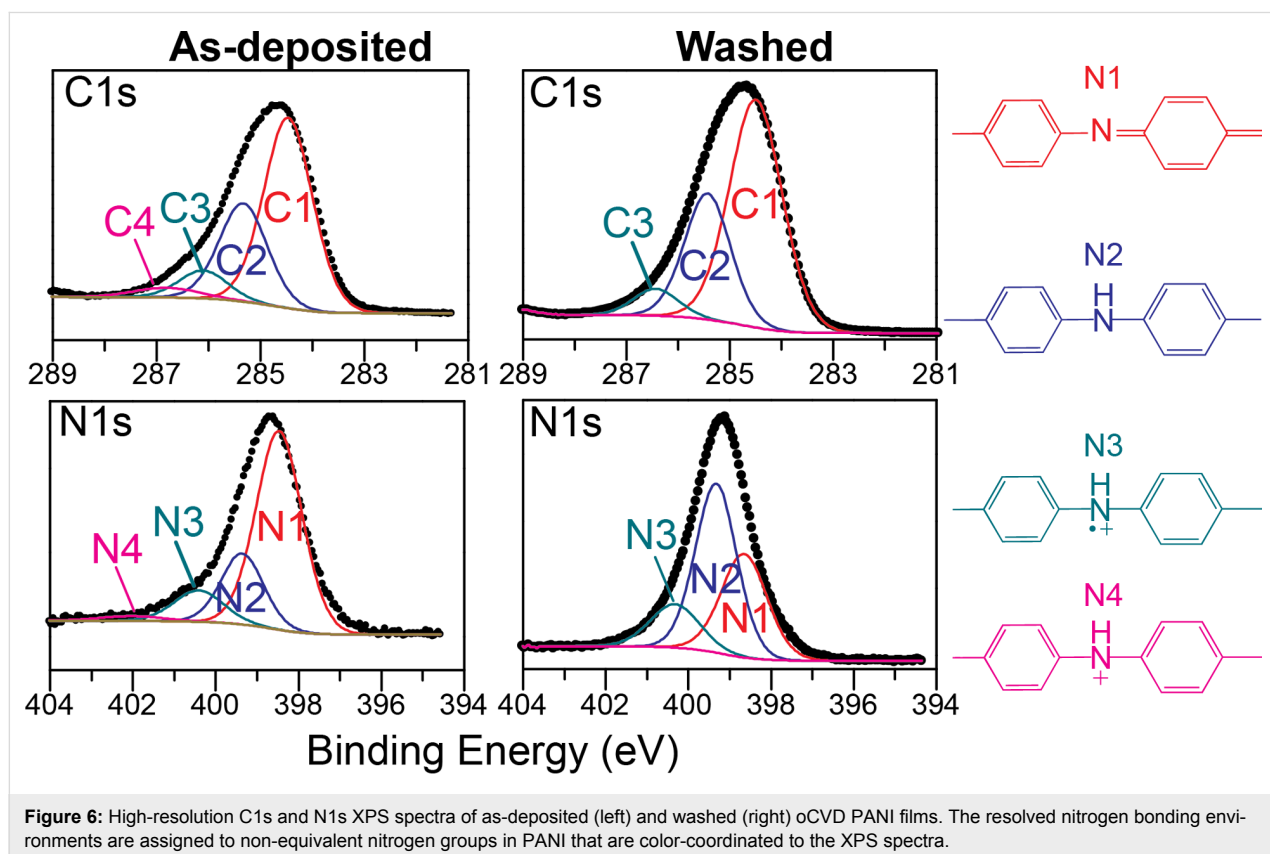 As-deposited
Washed
C1s
C4
C3
C2
C1
289 287 285 283 281
C1s
C3
C2
C1
289 287 285 283 281
N1s
N4
N3
N2
N1
404 402 400 398 396 394
N1s
N3
N2
N1
404 402 400 398 396 394
Binding Energy (eV)
N1
N
N2
H
N
N3
H
N
•+
N4
H
N
+
Figure 6: High-resolution C1s and N1s XPS spectra of as-deposited (left) and washed (right) oCVD PANI films. The resolved nitrogen bonding envi-
ronments are assigned to non-equivalent nitrogen groups in PANI that are color-coordinated to the XPS spectra.